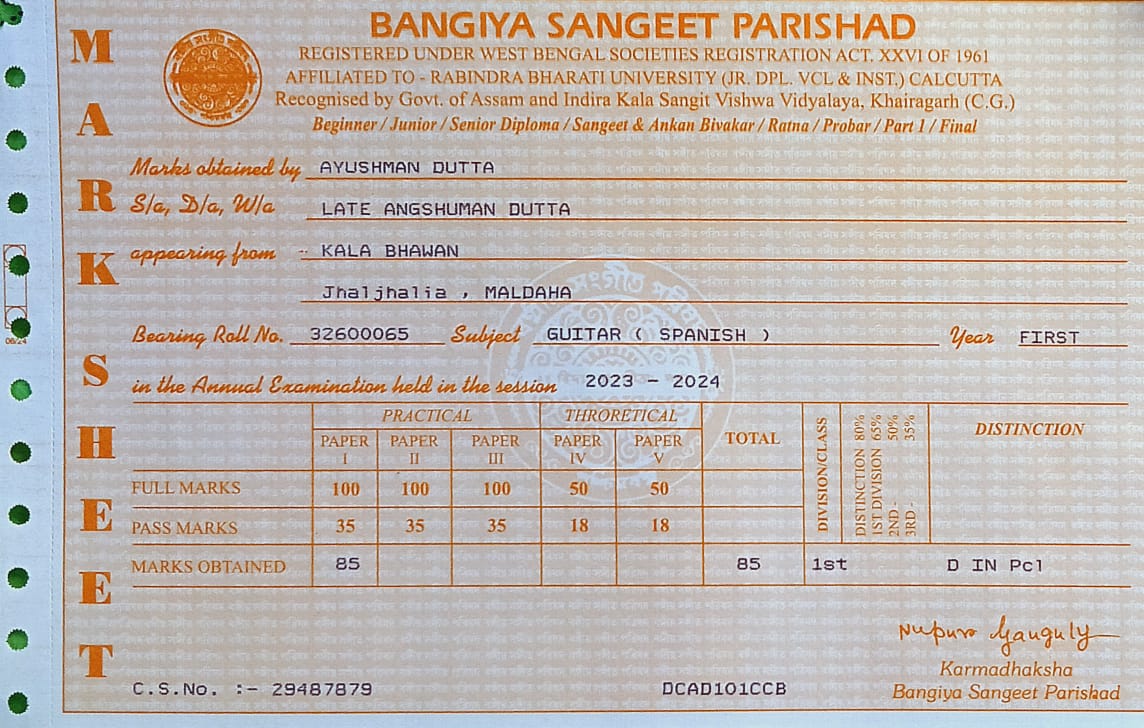 BANGIYA SANGEET PARISHAD
REGISTERED UNDER WEST BENGAL SOCIETIES REGISTRATION ACT. XXVI OF 1961
AFFILIATED TO - RABINDRA BHARATI UNIVERSITY (JR. DPL. VCL & INST.) CALCUTTA
Recognised by Govt. of Assam and Indira Kala Sangit Vishwa Vidyalaya, Khairagarh (C.G.)
Beginner / Junior / Senior Diploma / Sangeet & Ankan Bivakar / Ratna / Probar / Part 1 / Final
MARKSHEET
Marks obtained by AYUSHMAN DUTTA
S/a, D/a, W/a LATE ANGSHUMAN DUTTA
appearing from KALA BHAWAN
Jhaljhalia , MALDAHA
Bearing Roll No. 32600065 Subject GUITAR ( SPANISH ) Year FIRST
in the Annual Examination held in the session 2023 - 2024
PRACTICAL THRORETICAL
PAPER I PAPER II PAPER III PAPER IV PAPER V TOTAL DIVISION/CLASS DISTINCTION 80% 1ST DIVISION 65% 2ND - 50% 3RD - 35% DISTINCTION
FULL MARKS 100 100 100 50 50
PASS MARKS 35 35 35 18 18
MARKS OBTAINED 85 85 1st D IN Pcl
Nupur Ganguly
Karmadhaksha
Bangiya Sangeet Parishad
C.S.No. :- 29487879 DCAD101CCB